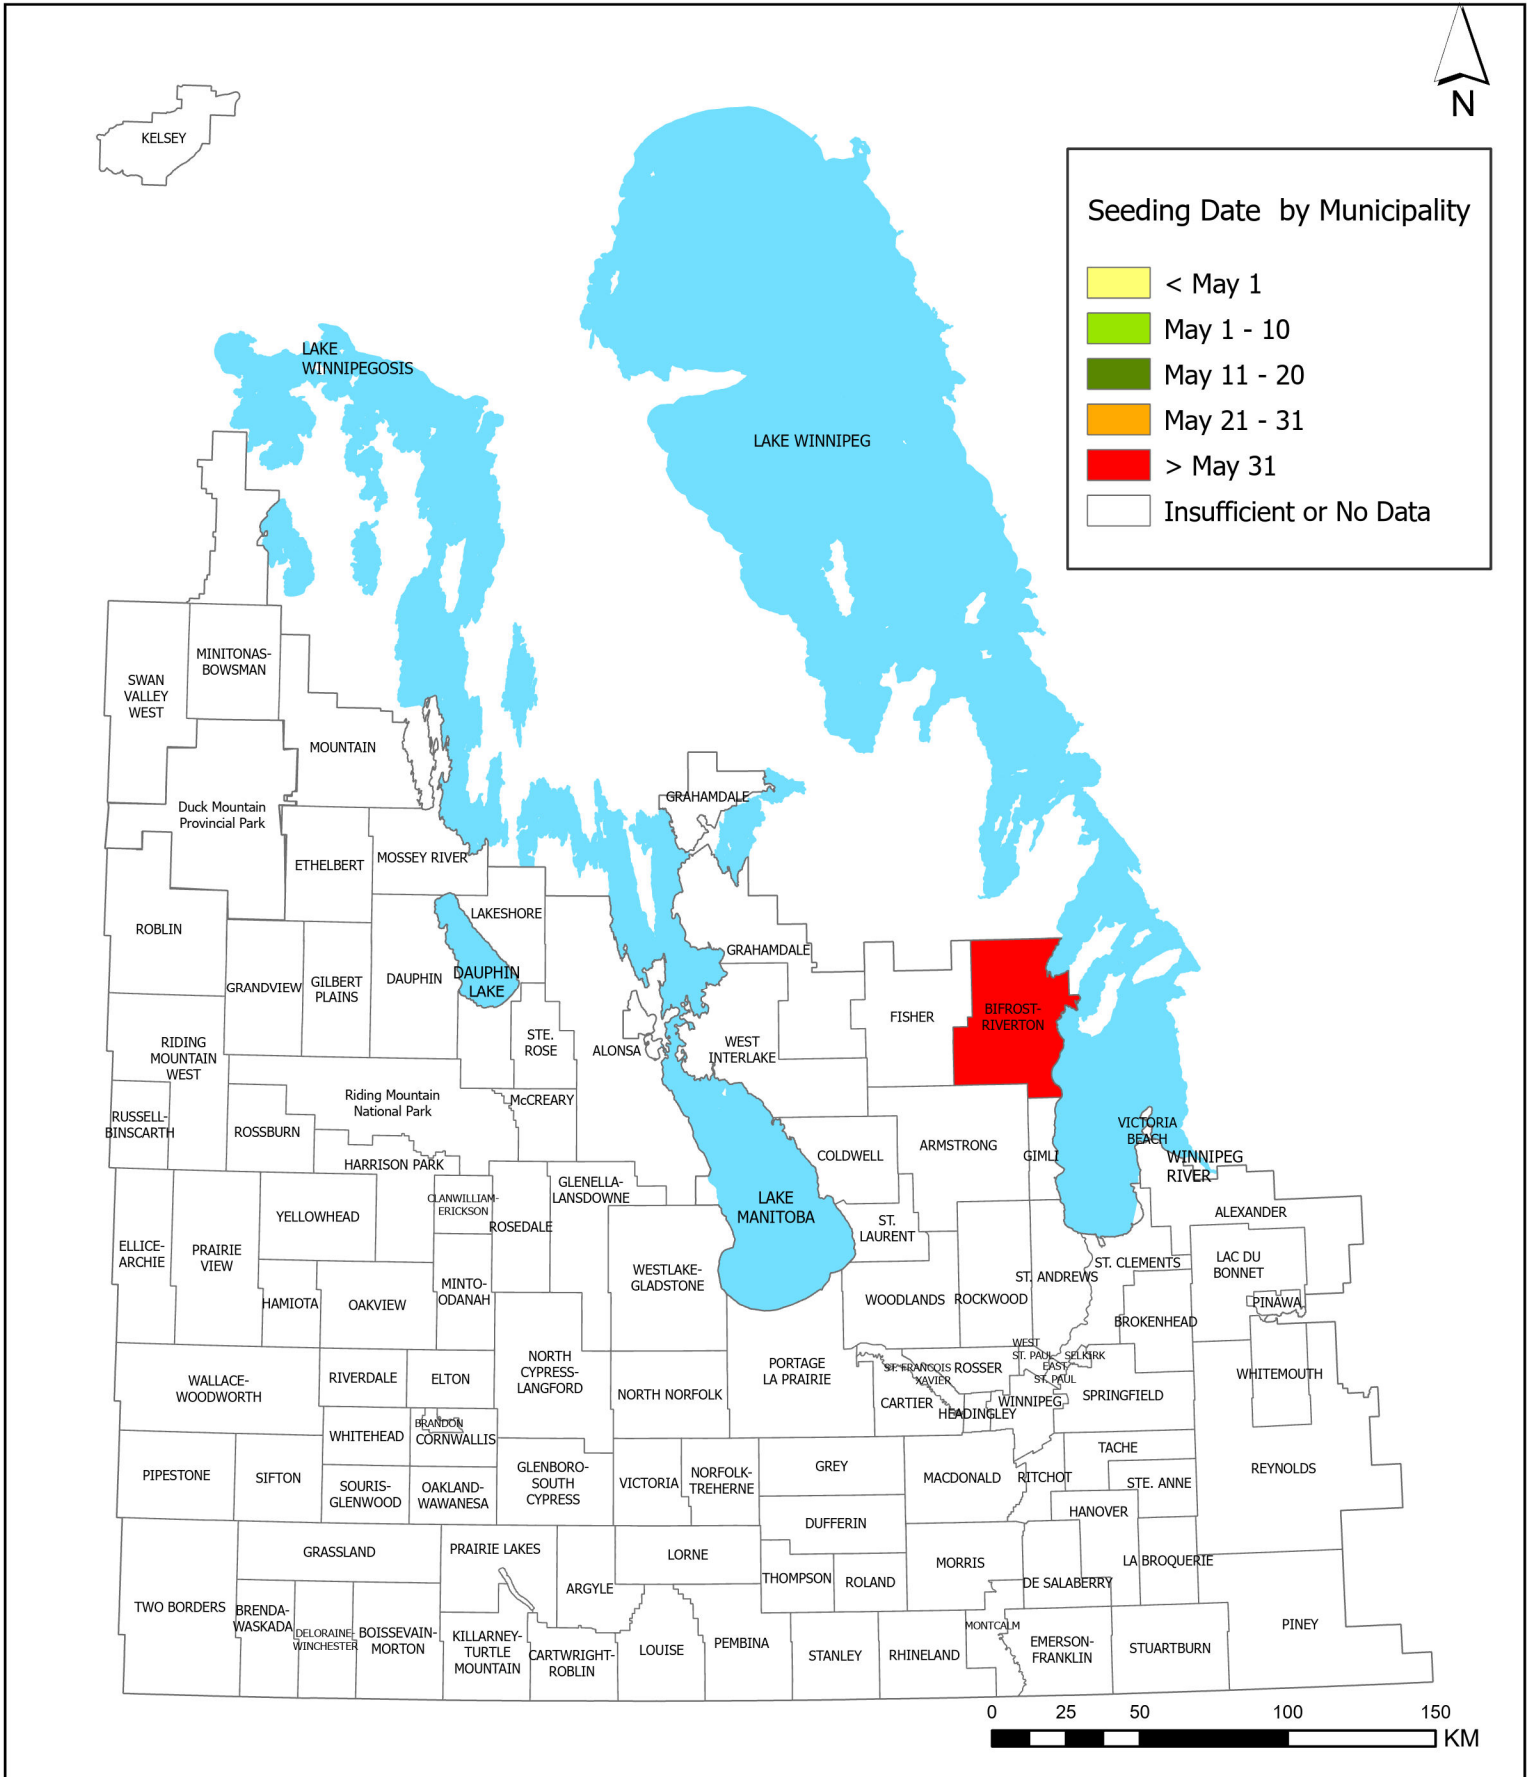 N
KELSEY
Seeding Date by Municipality
< May 1
May 1 - 10
May 11 - 20
May 21 - 31
> May 31
Insufficient or No Data
LAKE
WINNIPEGOSIS
LAKE WINNIPEG
MINITONAS-
BOWSMAN
SWAN
VALLEY
WEST
MOUNTAIN
Duck Mountain
Provincial Park
GRAHAMDALE
ETHELBERT
MOSSEY RIVER
LAKESHORE
ROBLIN
GRAHAMDALE
GRANDVIEW
GILBERT
PLAINS
DAUPHIN
DAUPHIN
LAKE
FISHER
BIFROST-
RIVERTON
STE.
ROSE
ALONSA
WEST
INTERLAKE
RIDING
MOUNTAIN
WEST
Riding Mountain
National Park
McCREARY
RUSSELL-
BINSCARTH
ROSSBURN
HARRISON PARK
COLDWELL
ARMSTRONG
GIMLI
VICTORIA
BEACH
WINNIPEG
RIVER
GLENELLA-
LANSDOWNE
CLANWILLIAM-
ERICKSON
ROSEDALE
YELLOWHEAD
LAKE
MANITOBA
ST.
LAURENT
ALEXANDER
ELLICE-
ARCHIE
PRAIRIE
VIEW
WESTLAKE-
GLADSTONE
ST. CLEMENTS
LAC DU
BONNET
ST. ANDREWS
HAMIOTA
OAKVIEW
MINTO-
ODANAH
WOODLANDS
ROCKWOOD
PINAWA
BROKENHEAD
NORTH
CYPRESS-
LANGFORD
PORTAGE
LA PRAIRIE
WEST
ST. PAUL
SELKIRK
EAST
ST. PAUL
ST. FRANCOIS
XAVIER
ROSSER
WHITEMOUTH
WALLACE-
WOODWORTH
RIVERDALE
ELTON
NORTH NORFOLK
CARTIER
HEADINGLEY
WINNIPEG
SPRINGFIELD
WHITEHEAD
BRANDON
CORNWALLIS
TACHE
PIPESTONE
SIFTON
SOURIS-
GLENWOOD
OAKLAND-
WAWANESA
GLENBORO-
SOUTH
CYPRESS
VICTORIA
NORFOLK-
TREHERNE
GREY
MACDONALD
RITCHOT
STE. ANNE
REYNOLDS
HANOVER
DUFFERIN
GRASSLAND
PRAIRIE LAKES
LORNE
MORRIS
LA BROQUERIE
ARGYLE
THOMPSON
ROLAND
DE SALABERRY
TWO BORDERS
BRENDA-
WASKADA
DELORAINE-
WINCHESTER
BOISSEVAIN-
MORTON
KILLARNEY-
TURTLE
MOUNTAIN
CARTWRIGHT-
ROBLIN
LOUISE
PEMBINA
STANLEY
RHINELAND
MONTCALM
EMERSON-
FRANKLIN
STUARTBURN
PINEY
0 25 50 100 150
KM